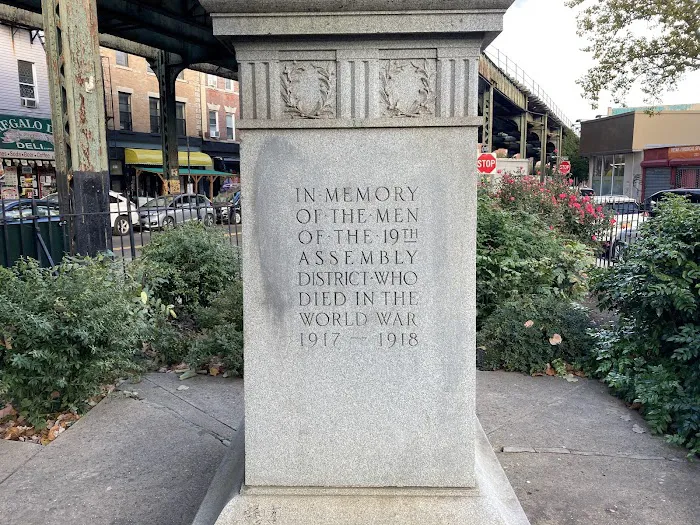 IN·MEMORY
OF·THE·MEN
OF·THE·19TH
ASSEMBLY
DISTRICT·WHO
DIED IN THE
WORLD WAR
1917 — 1918
STOP
STOP
DELI